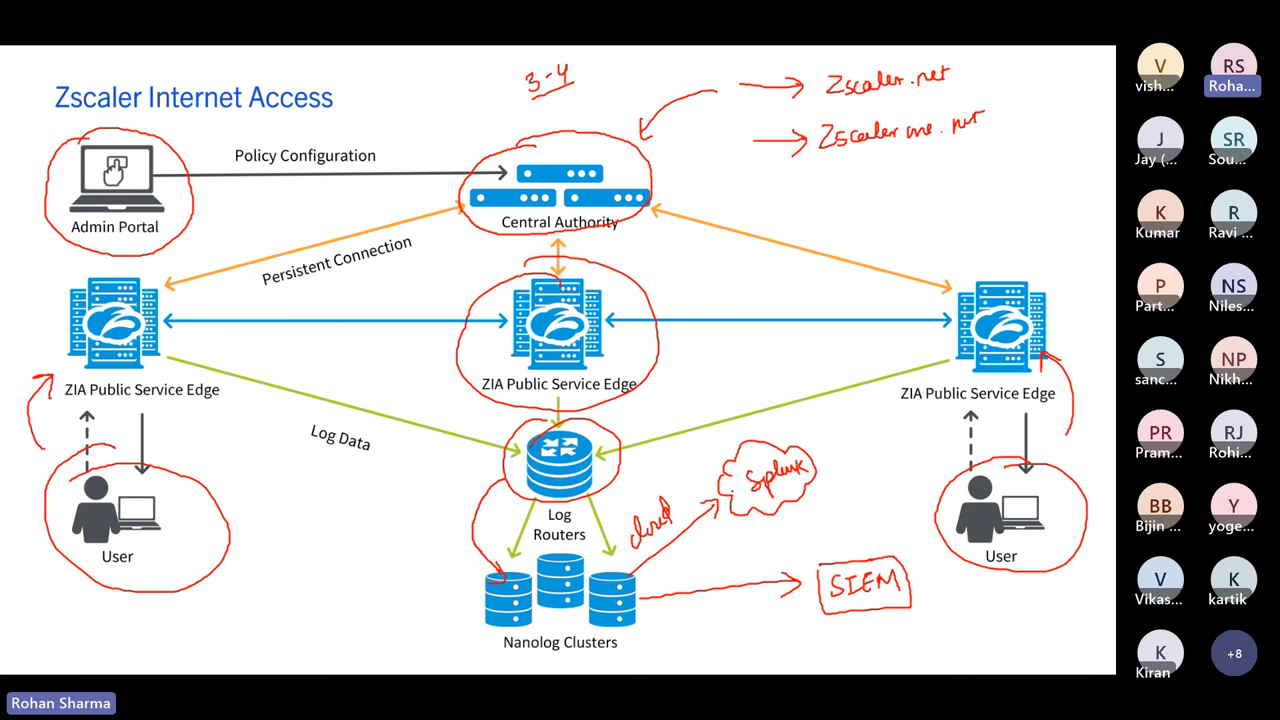 Zscaler Internet Access
3-4
Zscaler.net
Zscaler one.net
Policy Configuration
Admin Portal
Central Authority
Persistent Connection
ZIA Public Service Edge
ZIA Public Service Edge
ZIA Public Service Edge
Log Data
User
Log
Routers
cloud
Splunk
User
SIEM
Nanolog Clusters
V
vish...
RS
Roha...
J
Jay (...
SR
Sou...
K
Kumar
R
Ravi ...
P
Part...
NS
Niles...
S
sanc...
NP
Nikh...
PR
Pram...
RJ
Rohi...
BB
Bijin ...
Y
yoge...
V
Vikas...
K
kartik
K
Kiran
+8
Rohan Sharma